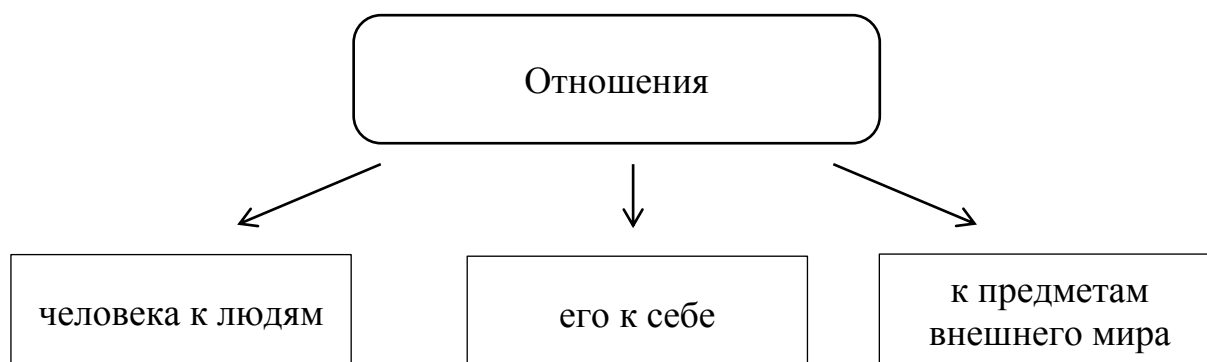 Отношения
человека к людям
его к себе
к предметам
внешнего мира